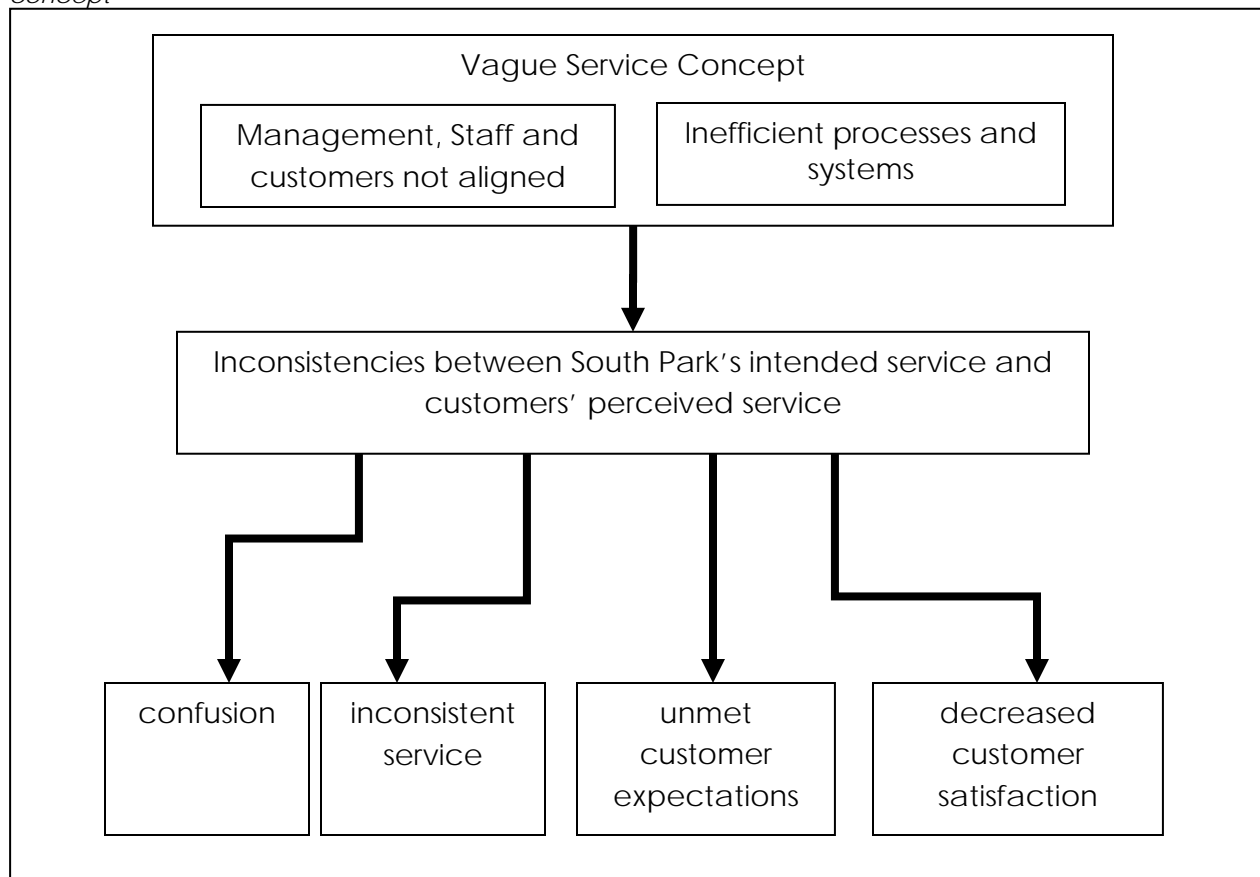 concept
Vague Service Concept
Management, Staff and
customers not aligned
Inefficient processes and
systems
Inconsistencies between South Park’s intended service and
customers’ perceived service
confusion
inconsistent
service
unmet
customer
expectations
decreased
customer
satisfaction